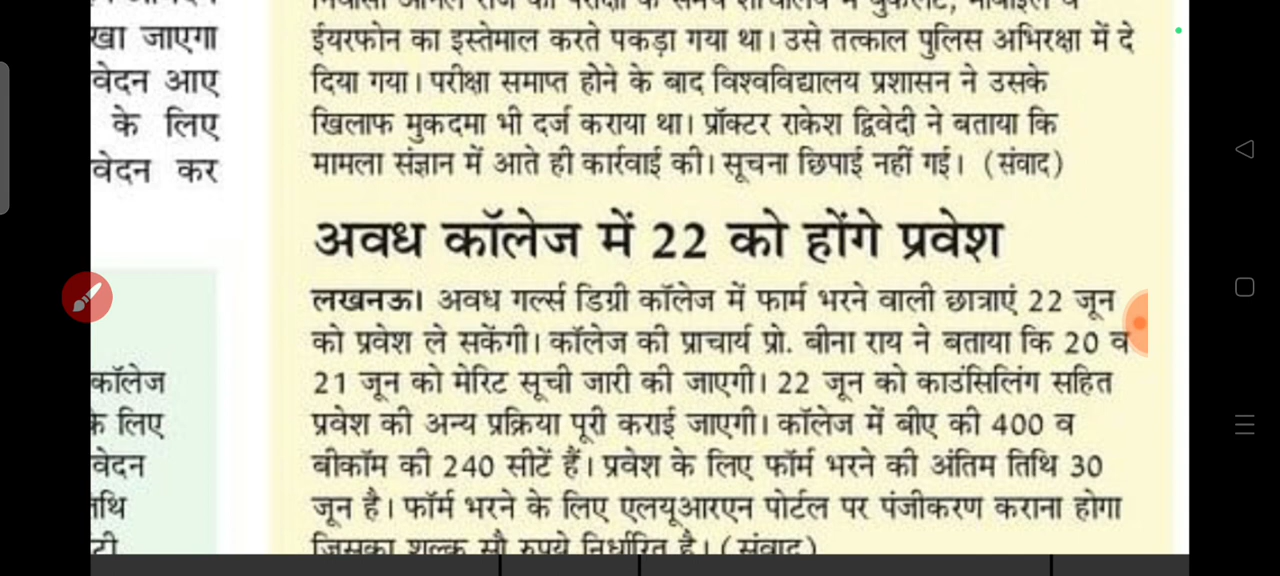 खा जाएगा
वेदन आए
के लिए
वेदन कर
कॉलेज
के लिए
वेदन
ईयरफोन का इस्तेमाल करते पकड़ा गया था। उसे तत्काल पुलिस अभिरक्षा में दे
दिया गया। परीक्षा समाप्त होने के बाद विश्वविद्यालय प्रशासन ने उसके
खिलाफ मुकदमा भी दर्ज कराया था। प्रॉक्टर राकेश द्विवेदी ने बताया कि
मामला संज्ञान में आते ही कार्रवाई की। सूचना छिपाई नहीं गई। (संवाद)
अवध कॉलेज में 22 को होंगे प्रवेश
लखनऊ। अवध गर्ल्स डिग्री कॉलेज में फार्म भरने वाली छात्राएं 22 जून
को प्रवेश ले सकेंगी। कॉलेज की प्राचार्य प्रो. बीना राय ने बताया कि 20 व
21 जून को मेरिट सूची जारी की जाएगी। 22 जून को काउंसिलिंग सहित
प्रवेश की अन्य प्रक्रिया पूरी कराई जाएगी। कॉलेज में बीए की 400 व
बीकॉम की 240 सीटें हैं। प्रवेश के लिए फॉर्म भरने की अंतिम तिथि 30
जून है। फॉर्म भरने के लिए एलयूआरएन पोर्टल पर पंजीकरण कराना होगा
जिसका शुल्क सौ रुपये निर्धारित है। (संवाद)